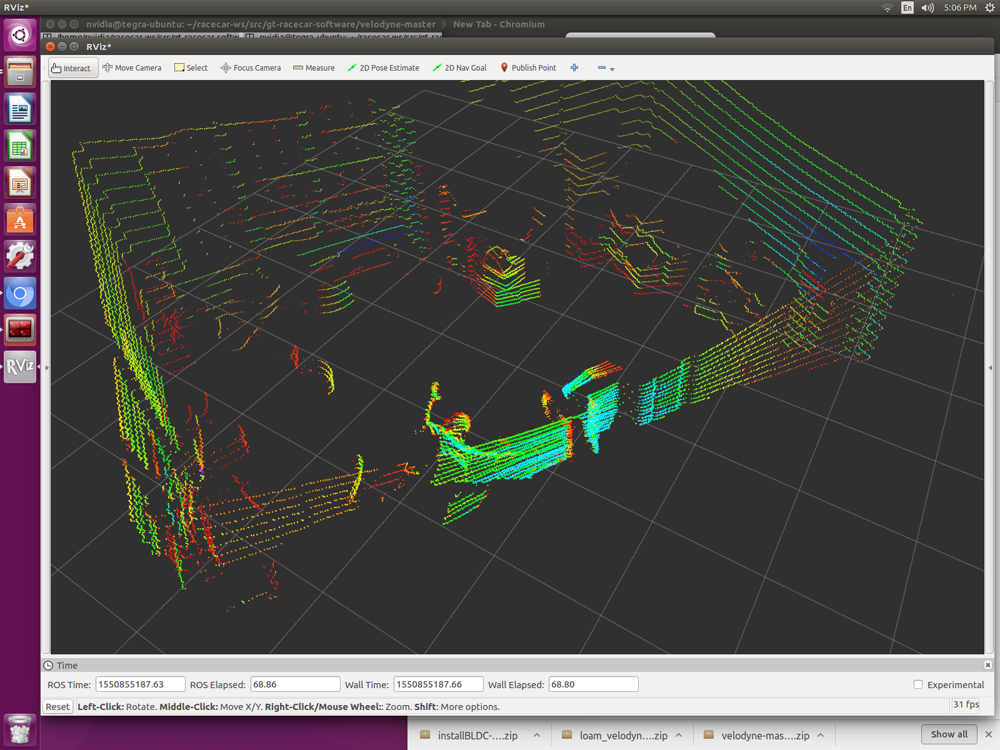 RViz*
En
5:06 PM
nvidia@tegra-ubuntu: ~/racecar-ws/src/gt-racecar-software/velodyne-master
New Tab - Chromium
/home/nvidia/racecar-ws/src/gt-racecar-softw
nvidia@tegra-ubuntu: ~/racecar-ws/src/gt-rac
RViz*
Interact
Move Camera
Select
Focus Camera
Measure
2D Pose Estimate
2D Nav Goal
Publish Point
RViz
Time
ROS Time: 1550855187.63
ROS Elapsed: 68.86
Wall Time: 1550855187.66
Wall Elapsed: 68.80
Experimental
Reset
Left-Click: Rotate. Middle-Click: Move X/Y. Right-Click/Mouse Wheel:: Zoom. Shift: More options.
31 fps
installBLDC-....zip
loam_velodyn....zip
velodyne-mas....zip
Show all